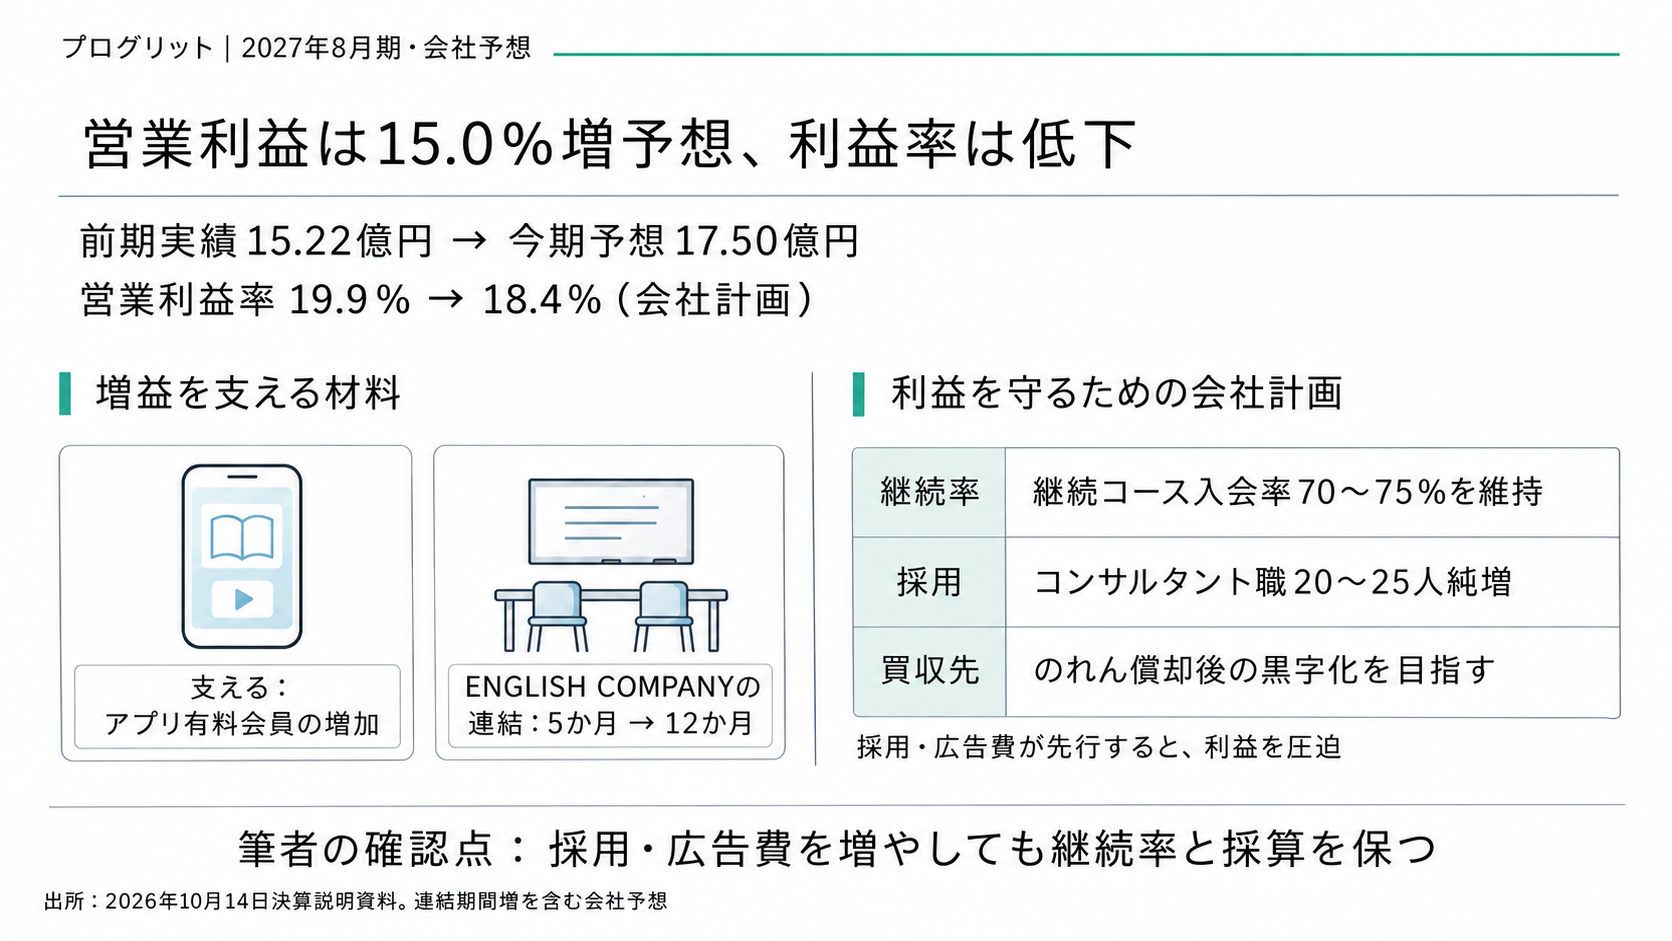 プログリット | 2027年8月期・会社予想
営業利益は15.0%増予想、利益率は低下
前期実績 15.22億円 → 今期予想 17.50億円
営業利益率 19.9% → 18.4%（会社計画）
増益を支える材料
支える：
アプリ有料会員の増加
ENGLISH COMPANYの
連結：5か月 → 12か月
利益を守るための会社計画
継続率 継続コース入会率70～75%を維持
採用 コンサルタント職20～25人純増
買収先 のれん償却後の黒字化を目指す
採用・広告費が先行すると、利益を圧迫
筆者の確認点：採用・広告費を増やしても継続率と採算を保つ
出所：2026年10月14日決算説明資料。連結期間増を含む会社予想